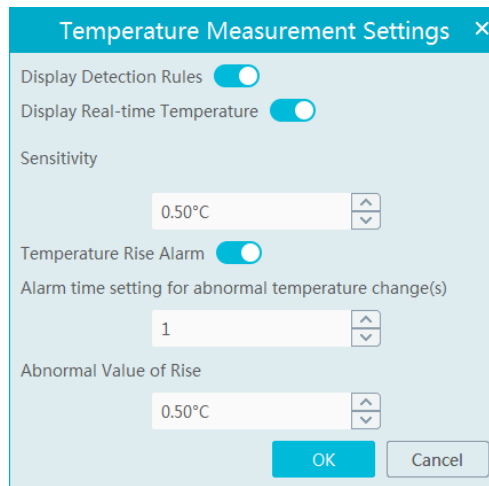 Temperature Measurement Settings ×
Display Detection Rules
Display Real-time Temperature
Sensitivity
0.50°C
Temperature Rise Alarm
Alarm time setting for abnormal temperature change(s)
1
Abnormal Value of Rise
0.50°C
OK Cancel